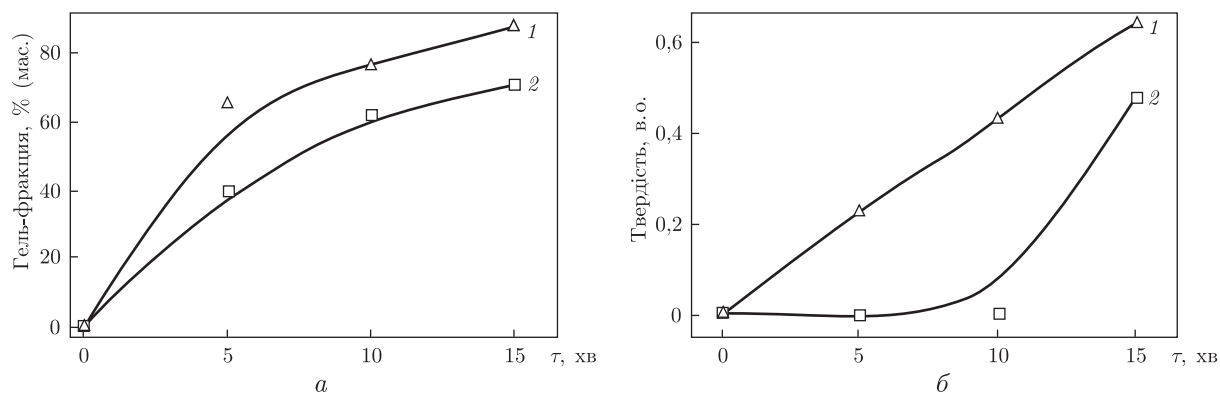 Гель-фракция, % (мас.)
80
60
40
20
0
0 5 10 15 τ, хв
1
2
а
Твердість, в.о.
0,6
0,4
0,2
0
0 5 10 15 τ, хв
1
2
б